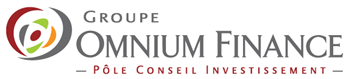 GROUPE
OMNIUM FINANCE
— PÔLE CONSEIL INVESTISSEMENT —